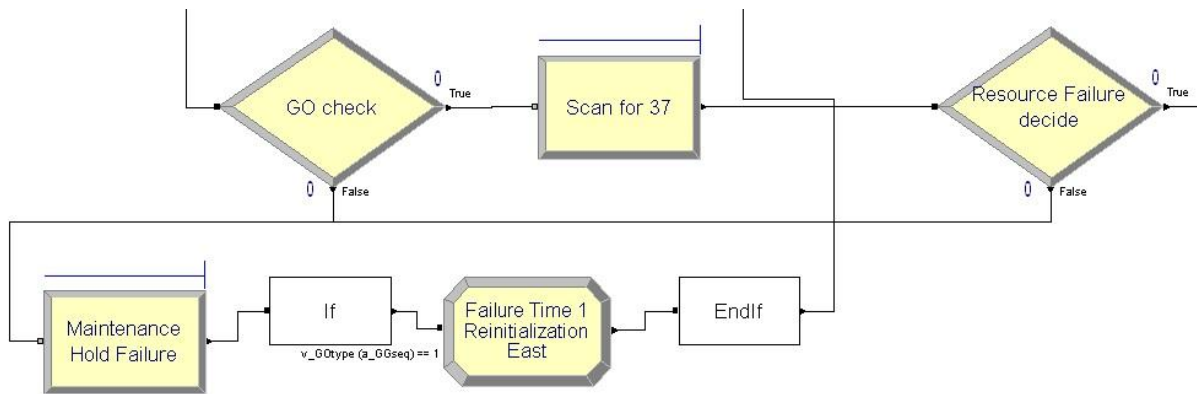 0
True
GO check
Scan for 37
0
False
0
True
Resource Failure
decide
0
False
Maintenance
Hold Failure
If
v_GOtype (a_GGseq) == 1
Failure Time 1
Reinitialization
East
EndIf